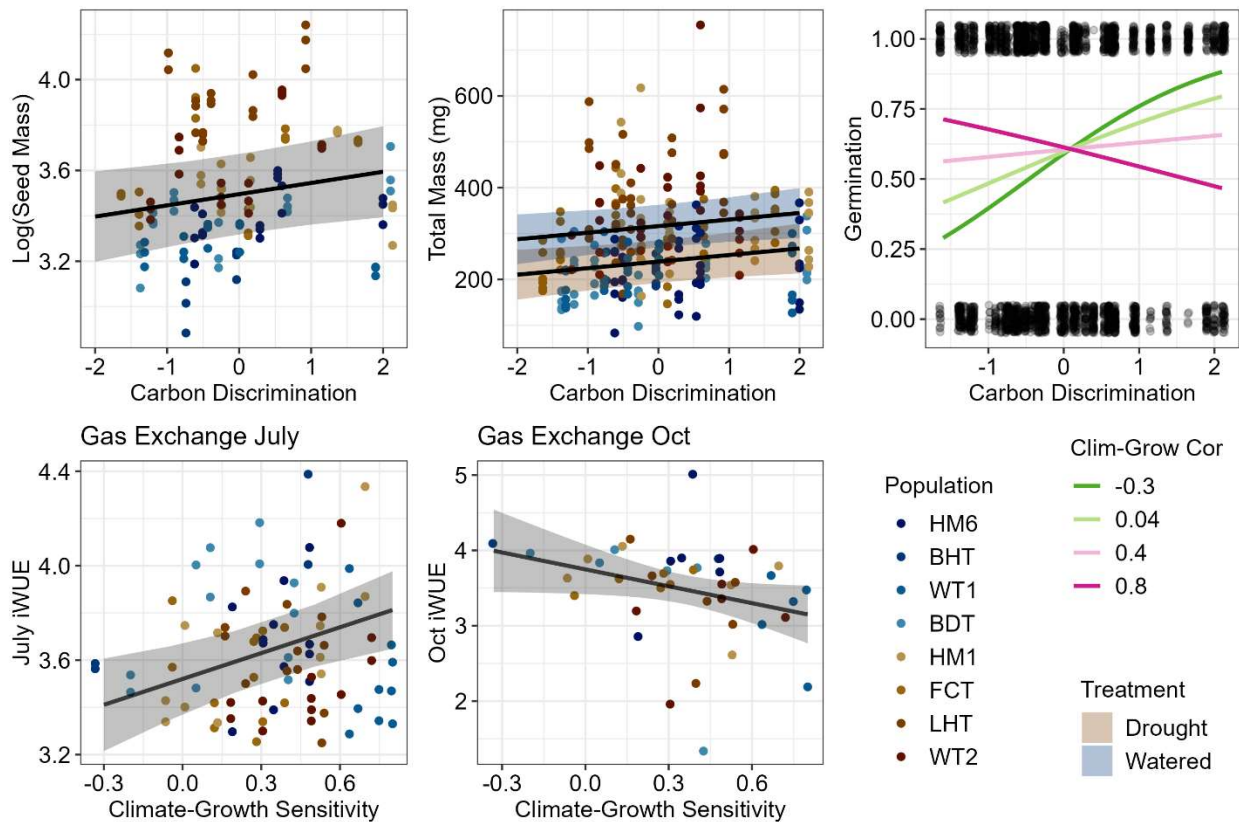 Log(Seed Mass)
4.0
3.6
3.2
-2 -1 0 1 2
Carbon Discrimination
Total Mass (mg)
600
400
200
-2 -1 0 1 2
Carbon Discrimination
Germination
1.00
0.75
0.50
0.25
0.00
-1 0 1 2
Carbon Discrimination
Gas Exchange July
July iWUE
4.4
4.0
3.6
3.2
-0.3 0.0 0.3 0.6
Climate-Growth Sensitivity
Gas Exchange Oct
Oct iWUE
5
4
3
2
-0.3 0.0 0.3 0.6
Climate-Growth Sensitivity
Population
HM6
BHT
WT1
BDT
HM1
FCT
LHT
WT2
Clim-Grow Cor
-0.3
0.04
0.4
0.8
Treatment
Drought
Watered